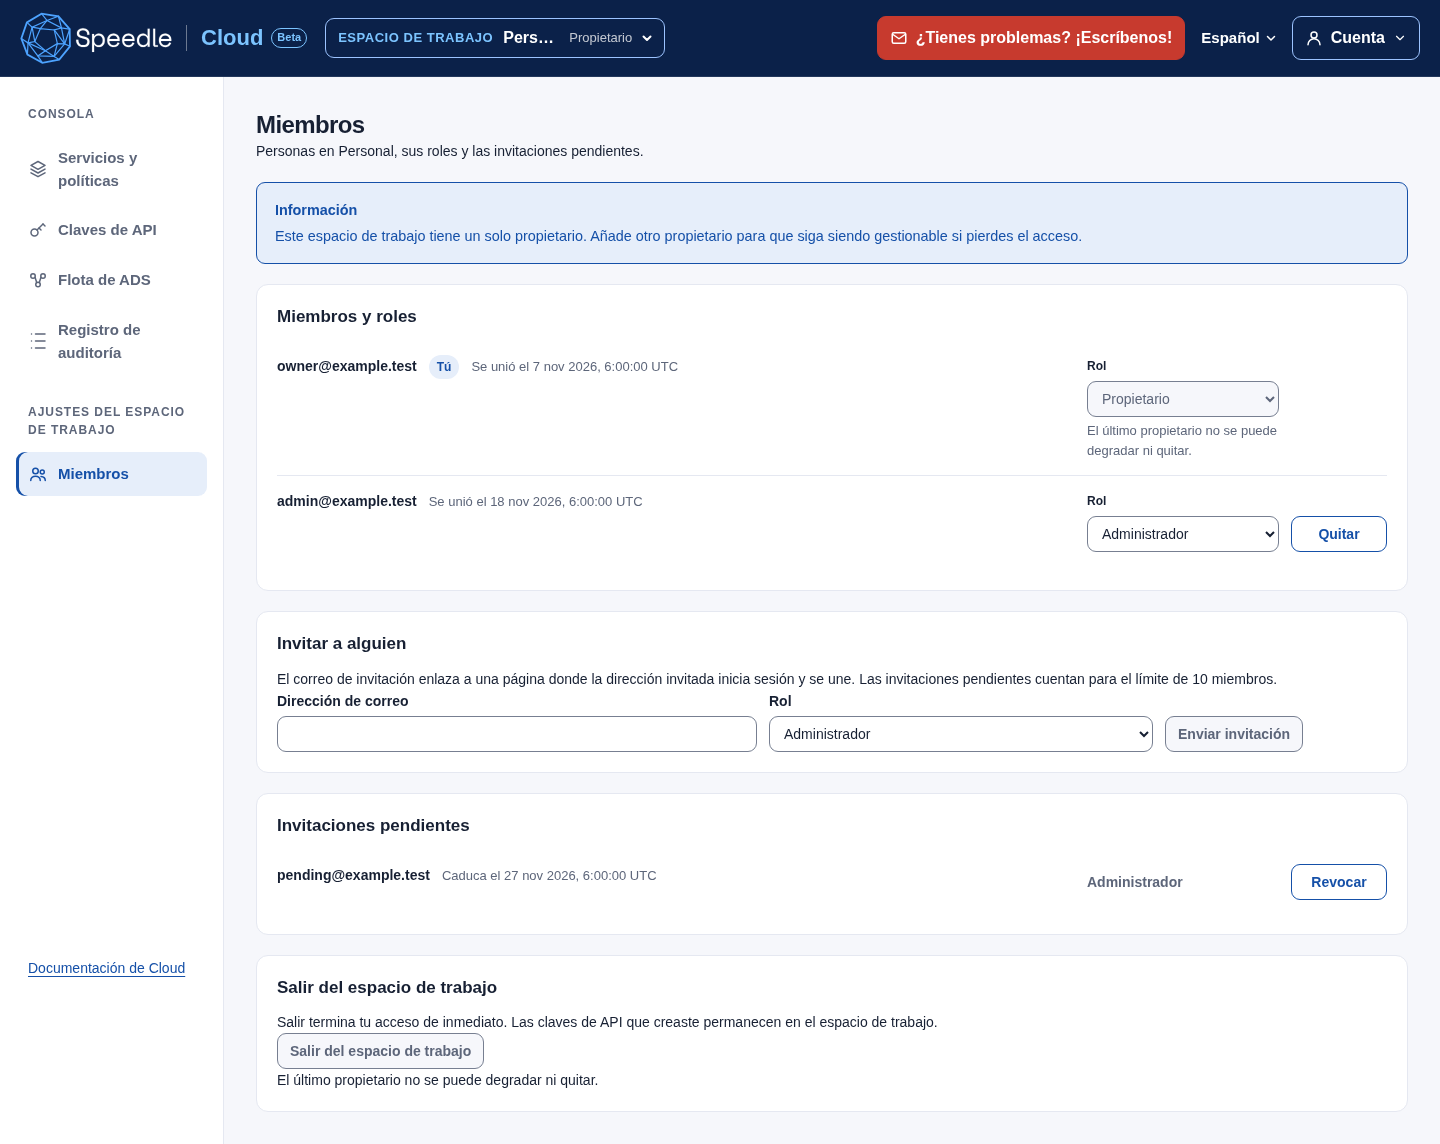 Speedle
Cloud
Beta
ESPACIO DE TRABAJO Pers… Propietario
¿Tienes problemas? ¡Escríbenos!
Español
Cuenta
CONSOLA
Servicios y
políticas
Claves de API
Flota de ADS
Registro de
auditoría
AJUSTES DEL ESPACIO
DE TRABAJO
Miembros
Documentación de Cloud
Miembros
Personas en Personal, sus roles y las invitaciones pendientes.
Información
Este espacio de trabajo tiene un solo propietario. Añade otro propietario para que siga siendo gestionable si pierdes el acceso.
Miembros y roles
owner@example.test Tú Se unió el 7 nov 2026, 6:00:00 UTC
Rol
Propietario
El último propietario no se puede
degradar ni quitar.
admin@example.test Se unió el 18 nov 2026, 6:00:00 UTC
Rol
Administrador
Quitar
Invitar a alguien
El correo de invitación enlaza a una página donde la dirección invitada inicia sesión y se une. Las invitaciones pendientes cuentan para el límite de 10 miembros.
Dirección de correo
Rol
Administrador
Enviar invitación
Invitaciones pendientes
pending@example.test Caduca el 27 nov 2026, 6:00:00 UTC
Administrador
Revocar
Salir del espacio de trabajo
Salir termina tu acceso de inmediato. Las claves de API que creaste permanecen en el espacio de trabajo.
Salir del espacio de trabajo
El último propietario no se puede degradar ni quitar.